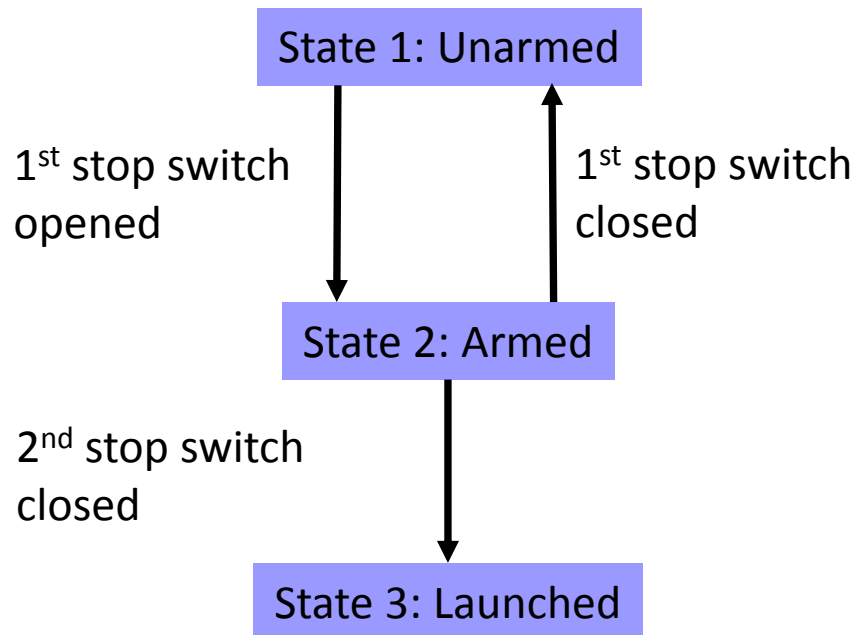 State 1: Unarmed
1st stop switch
opened
1st stop switch
closed
State 2: Armed
2nd stop switch
closed
State 3: Launched